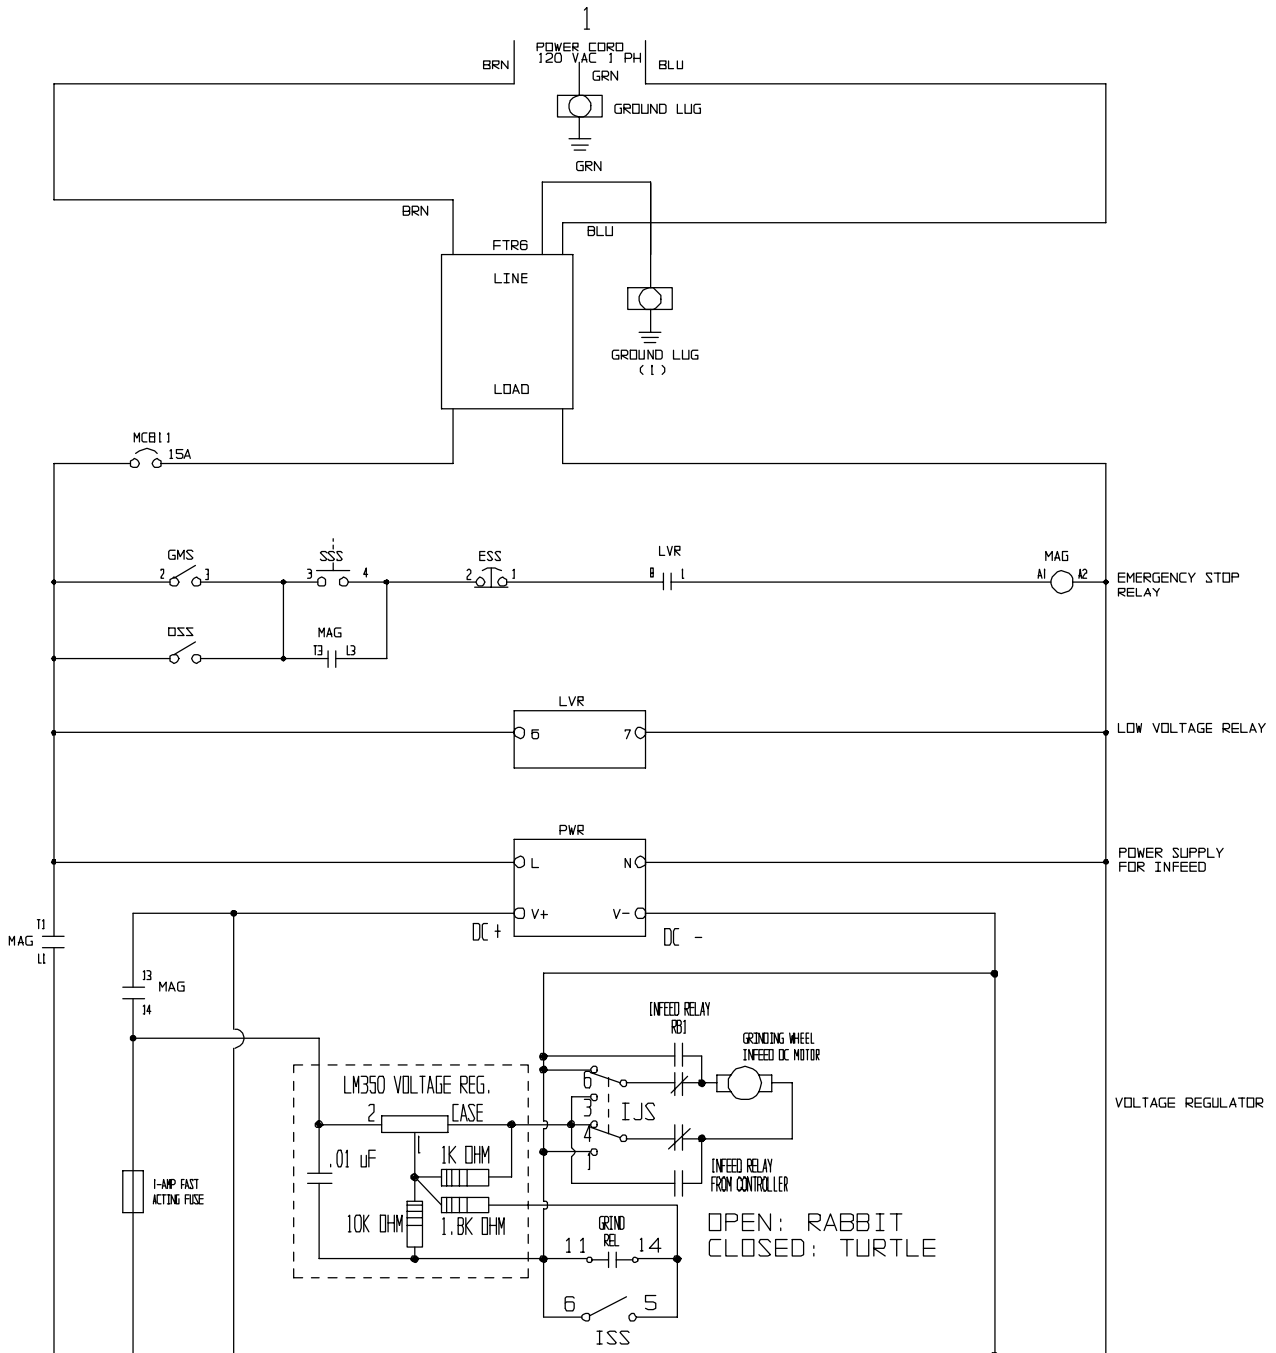 1
POWER CORD
120 VAC 1 PH
BRN
BLU
GRN
GROUND LUG
GRN
BRN
BLU
FTR6
LINE
GROUND LUG
(1)
LOAD
MCB11
15A
GMS
2 3
SSS
3 4
ESS
2 1
LVR
8 1
MAG
A1 A2
EMERGENCY STOP
RELAY
DSS
MAG
T3 L3
LVR
6 7
LOW VOLTAGE RELAY
PWR
L N
POWER SUPPLY
FOR INFEED
V+ V-
DC + DC -
T1
MAG
L1
13
MAG
14
INFEED RELAY
RB1
GRINDING WHEEL
INFEED DC MOTOR
LM350 VOLTAGE REG.
2 CASE
1
6
3
IJS
4
1
VOLTAGE REGULATOR
.01 uF
1K OHM
INFEED RELAY
FROM CONTROLLER
1-AMP FAST
ACTING FUSE
10K OHM
1.8K OHM
GRIND
REL
11 14
OPEN: RABBIT
CLOSED: TURTLE
6 5
ISS